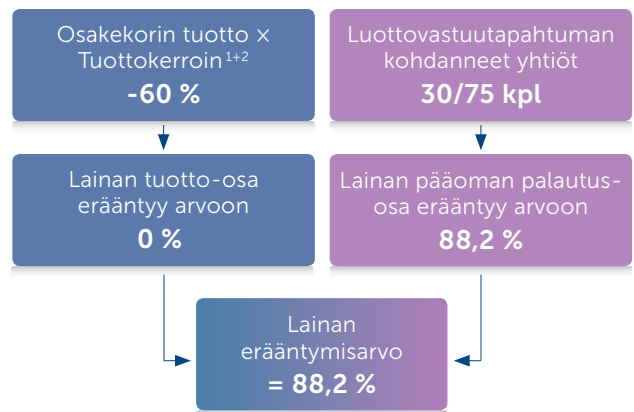 Osakekorin tuotto ×
Tuottokerroin¹⁺²
-60 %
Luottovastuutapahtuman
kohdanneet yhtiöt
30/75 kpl
Lainan tuotto-osa
erääntyy arvoon
0 %
Lainan pääoman palautus-
osa erääntyy arvoon
88,2 %
Lainan
erääntymisarvo
= 88,2 %